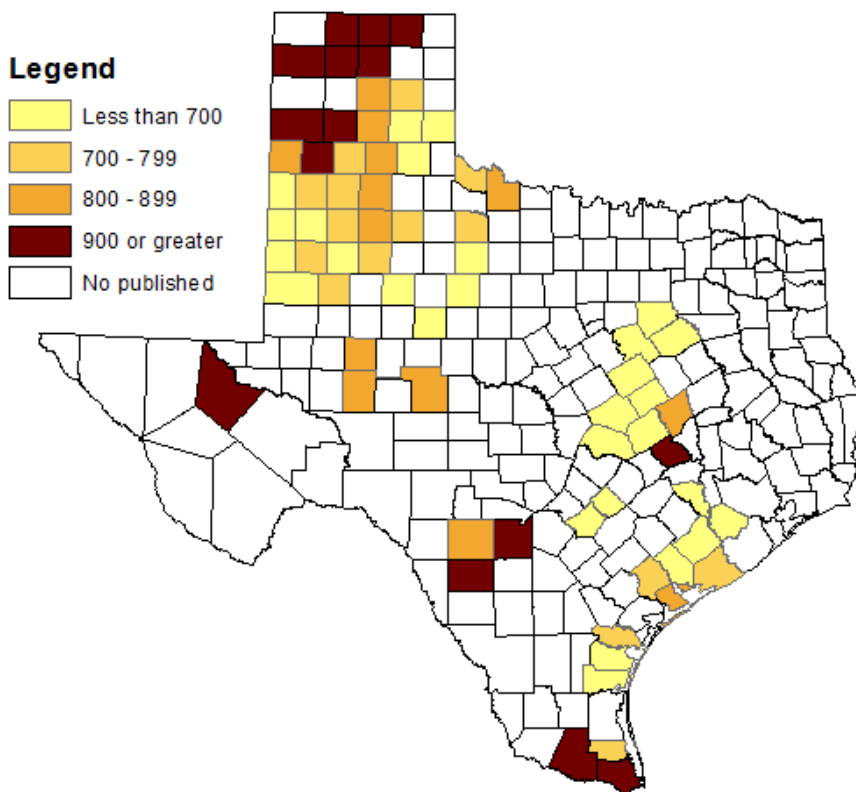 Legend
Less than 700
700 - 799
800 - 899
900 or greater
No published